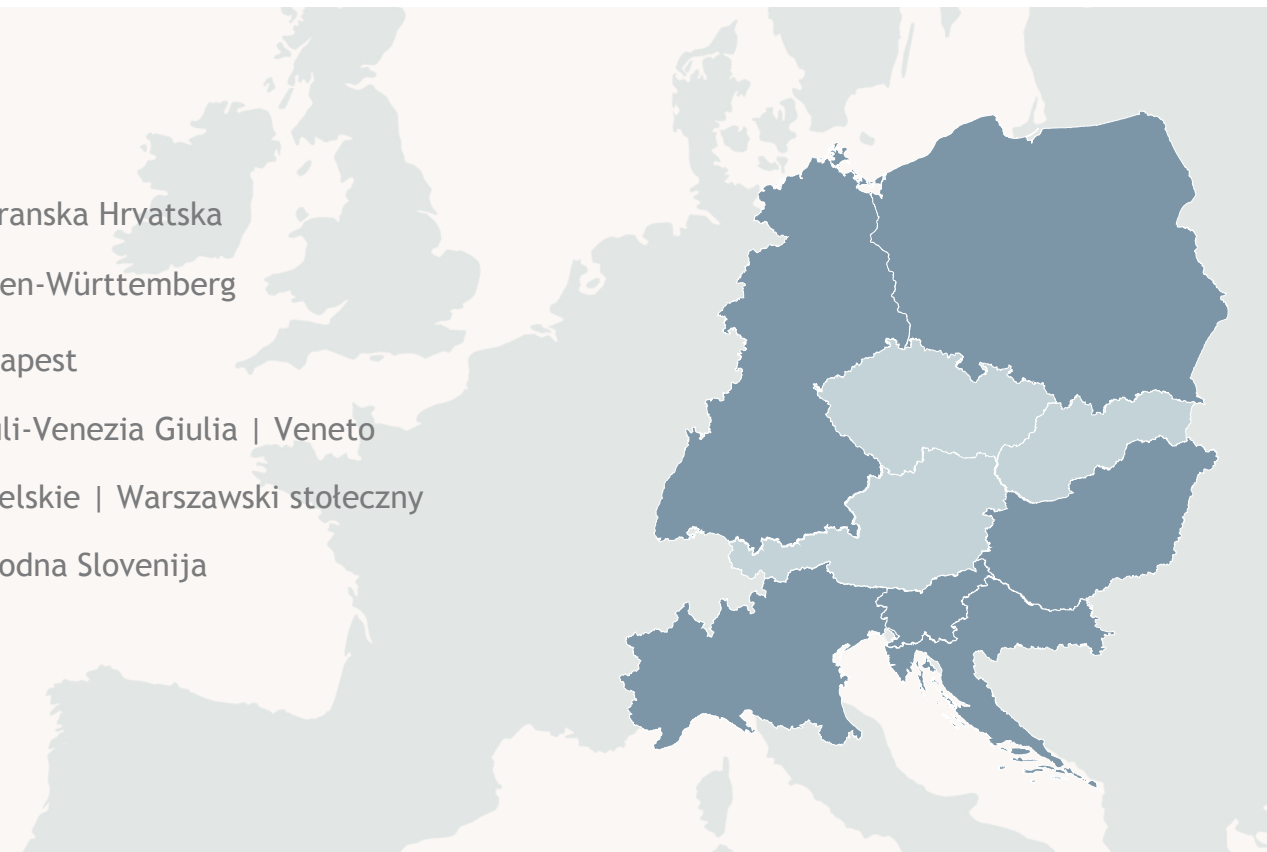 ranska Hrvatska
en-Württemberg
apest
li-Venezia Giulia | Veneto
elskie | Warszawski stołeczny
odna Slovenija